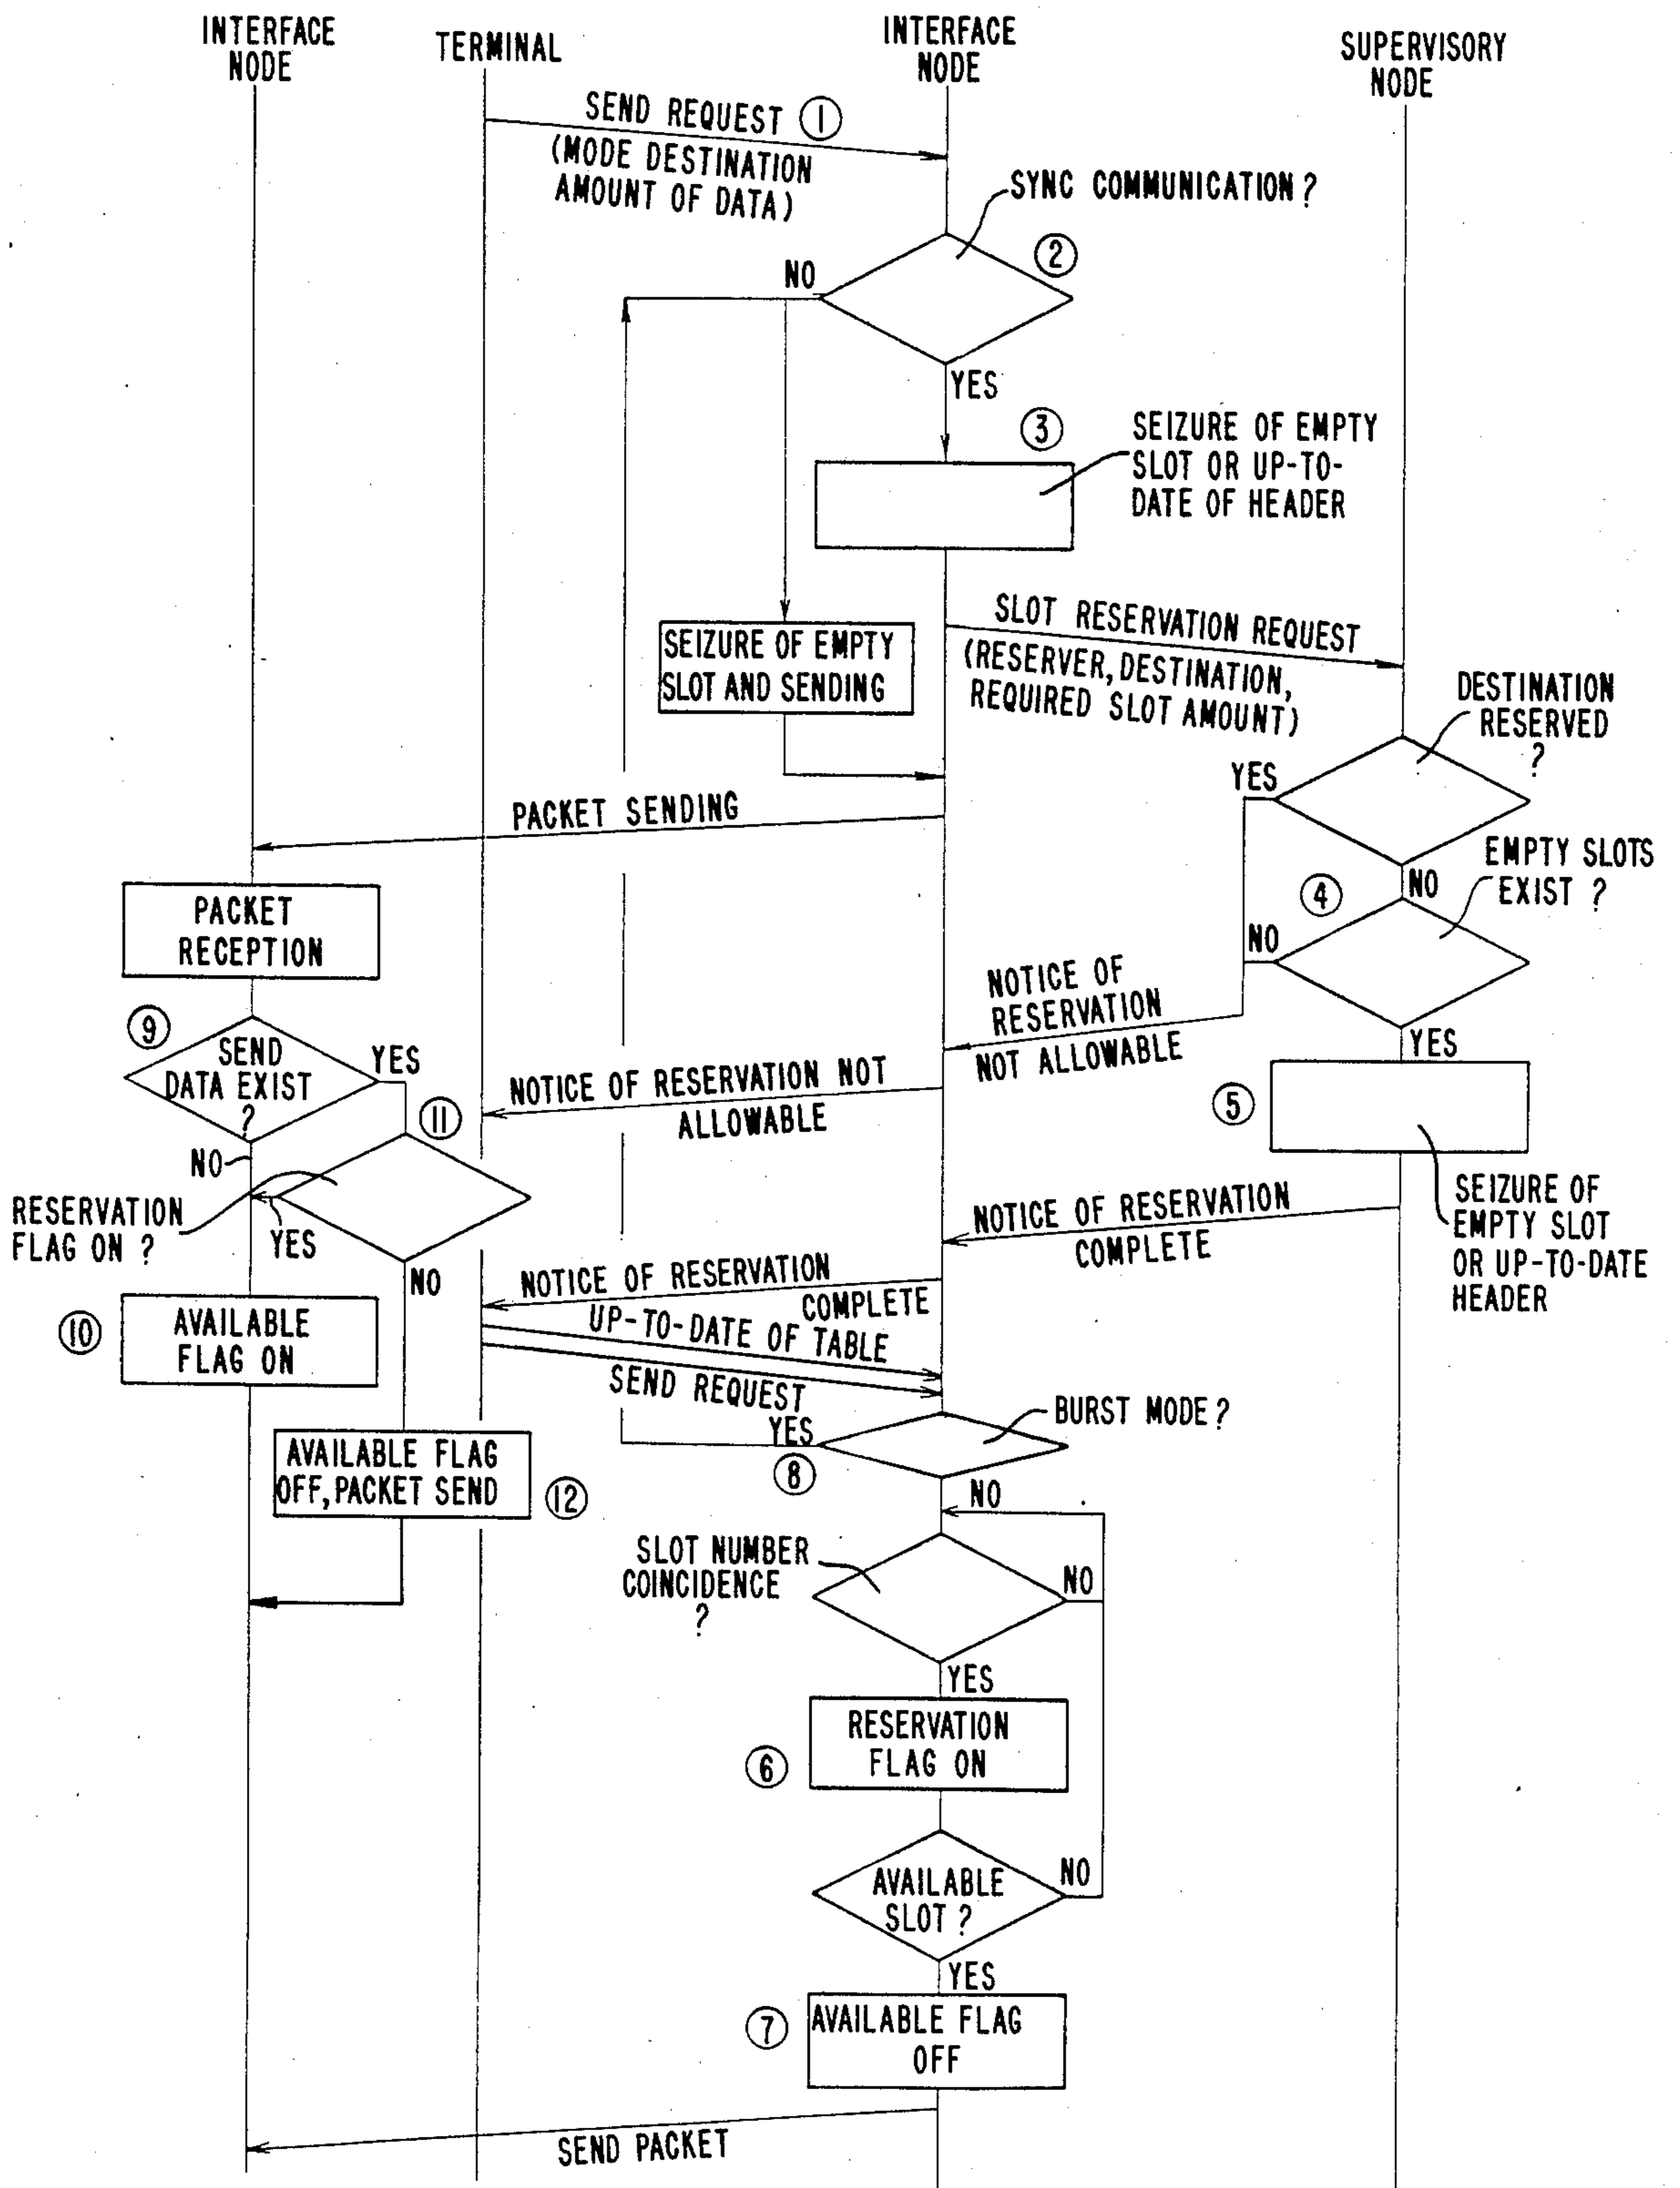 INTERFACE
NODE
TERMINAL
INTERFACE
NODE
SUPERVISORY
NODE
SEND REQUEST ①
(MODE DESTINATION
AMOUNT OF DATA)
SYNC COMMUNICATION?
②
NO
YES
③
SEIZURE OF EMPTY
SLOT OR UP-TO-
DATE OF HEADER
SEIZURE OF EMPTY
SLOT AND SENDING
SLOT RESERVATION REQUEST
(RESERVER, DESTINATION,
REQUIRED SLOT AMOUNT)
DESTINATION
RESERVED
?
YES
NO
PACKET SENDING
EMPTY SLOTS
EXIST ?
④
NO
YES
PACKET
RECEPTION
NOTICE OF
RESERVATION
NOT ALLOWABLE
⑨
SEND
DATA EXIST
?
YES
NO
NOTICE OF RESERVATION NOT
ALLOWABLE
⑤
⑪
RESERVATION
FLAG ON ?
YES
NO
SEIZURE OF
EMPTY SLOT
OR UP-TO-DATE
HEADER
NOTICE OF RESERVATION
COMPLETE
NOTICE OF RESERVATION
COMPLETE
UP-TO-DATE OF TABLE
SEND REQUEST
⑩
AVAILABLE
FLAG ON
BURST MODE?
YES
⑧
NO
AVAILABLE FLAG
OFF, PACKET SEND
⑫
SLOT NUMBER
COINCIDENCE
?
NO
YES
RESERVATION
FLAG ON
⑥
AVAILABLE
SLOT ?
NO
YES
⑦
AVAILABLE FLAG
OFF
SEND PACKET